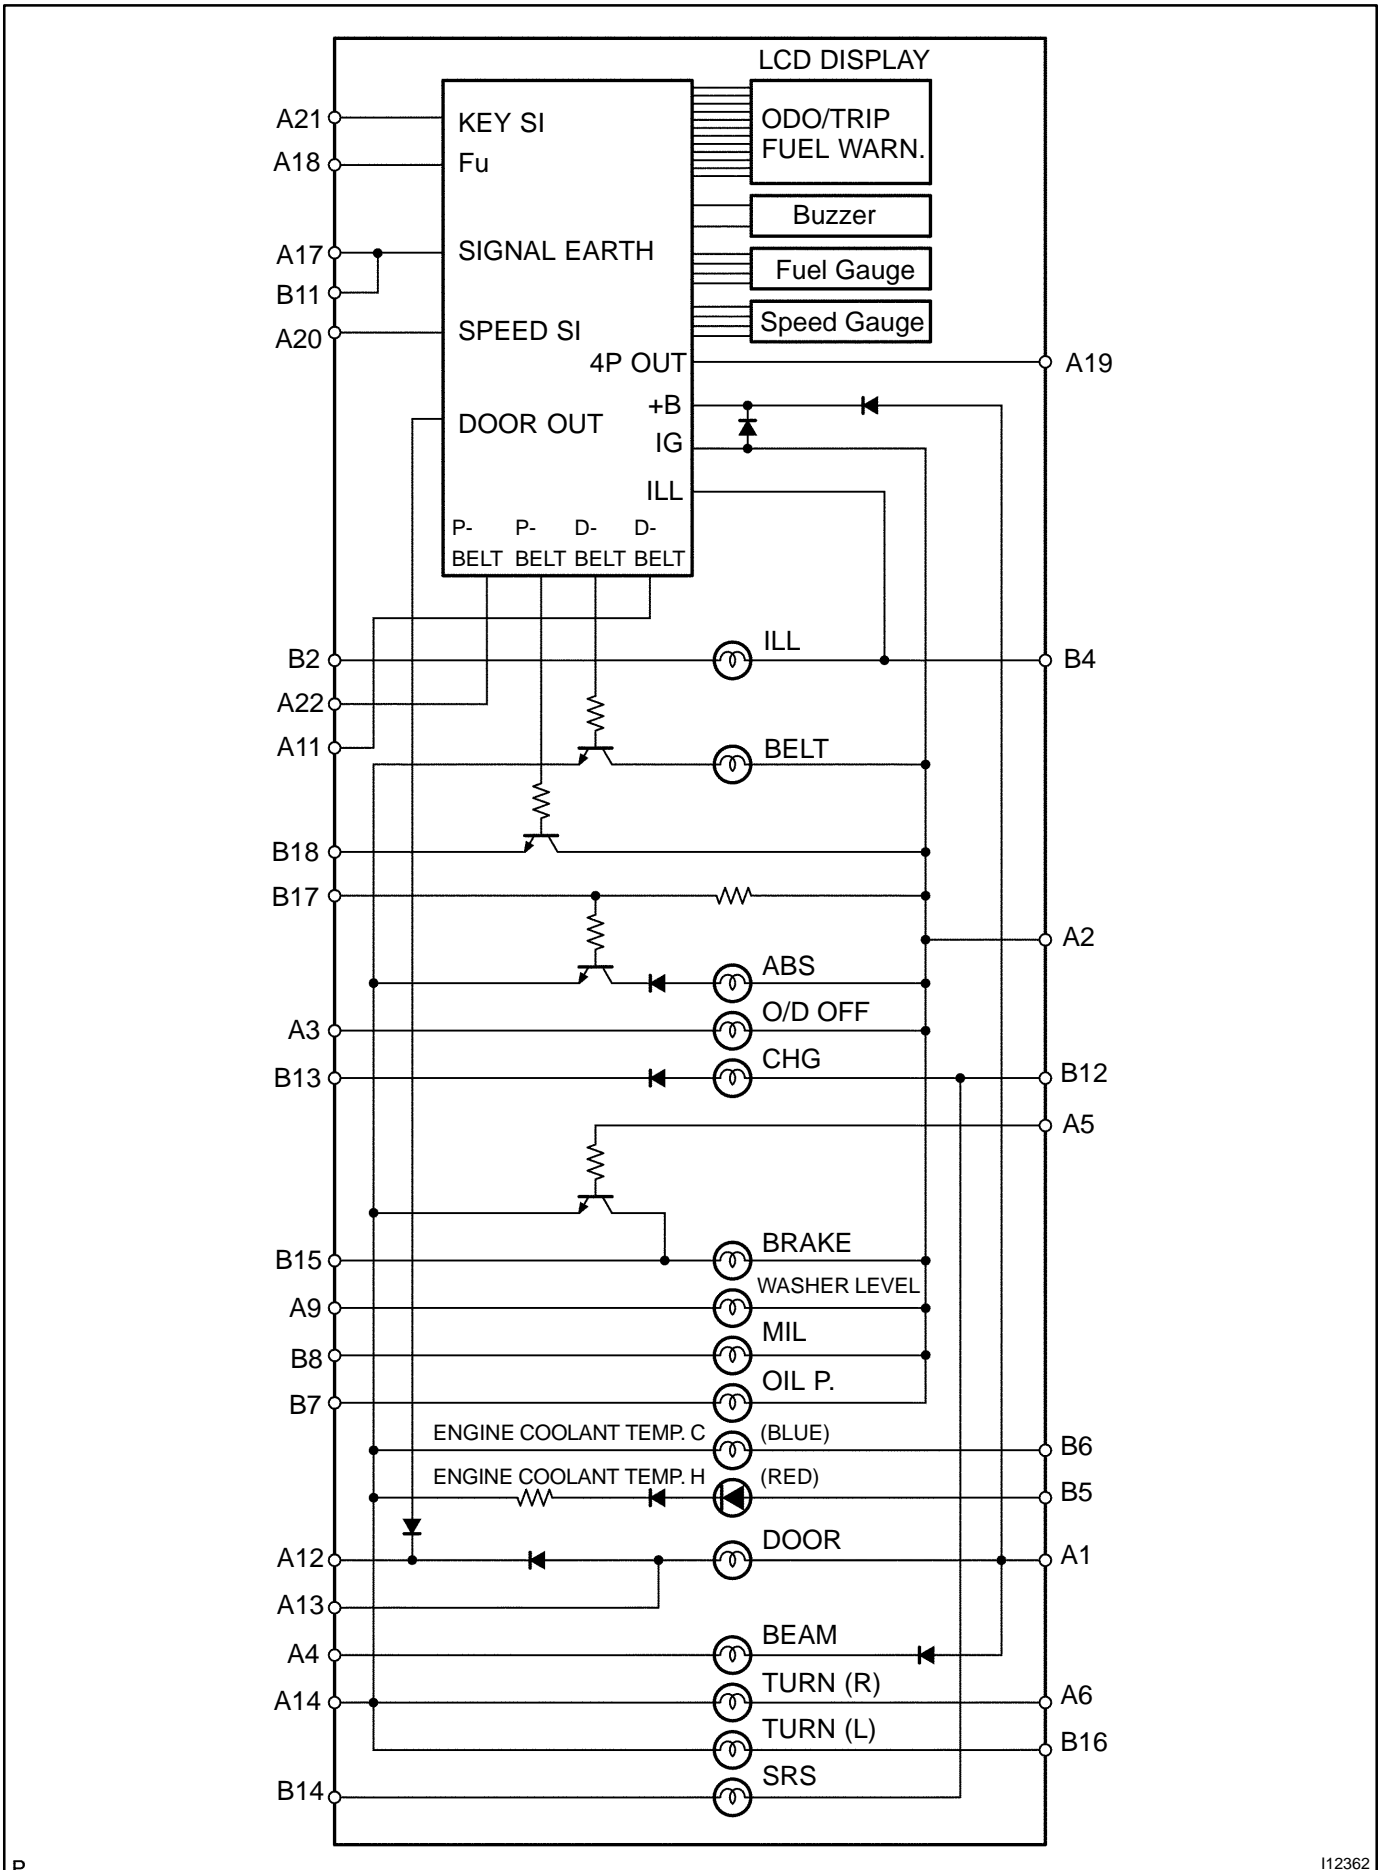 LCD DISPLAY
A21
KEY SI
ODO/TRIP
FUEL WARN.
A18
Fu
Buzzer
A17
SIGNAL EARTH
Fuel Gauge
B11
A20
SPEED SI
Speed Gauge
4P OUT
A19
+B
DOOR OUT
IG
ILL
P- P- D- D-
BELT BELT BELT BELT
B2
ILL
B4
A22
A11
BELT
B18
B17
A2
ABS
A3
O/D OFF
B13
CHG
B12
A5
B15
BRAKE
A9
WASHER LEVEL
B8
MIL
B7
OIL P.
ENGINE COOLANT TEMP. C (BLUE)
B6
ENGINE COOLANT TEMP. H (RED)
B5
A12
DOOR
A1
A13
A4
BEAM
A14
TURN (R)
A6
TURN (L)
B16
B14
SRS
P
I12362